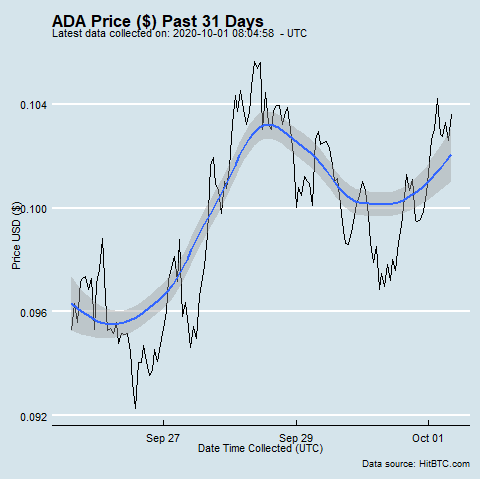 ADA Price ($) Past 31 Days
Latest data collected on: 2020-10-01 08:04:58 - UTC
0.104
0.100
0.096
0.092
Price USD ($)
Sep 27
Sep 29
Oct 01
Date Time Collected (UTC)
Data source: HitBTC.com